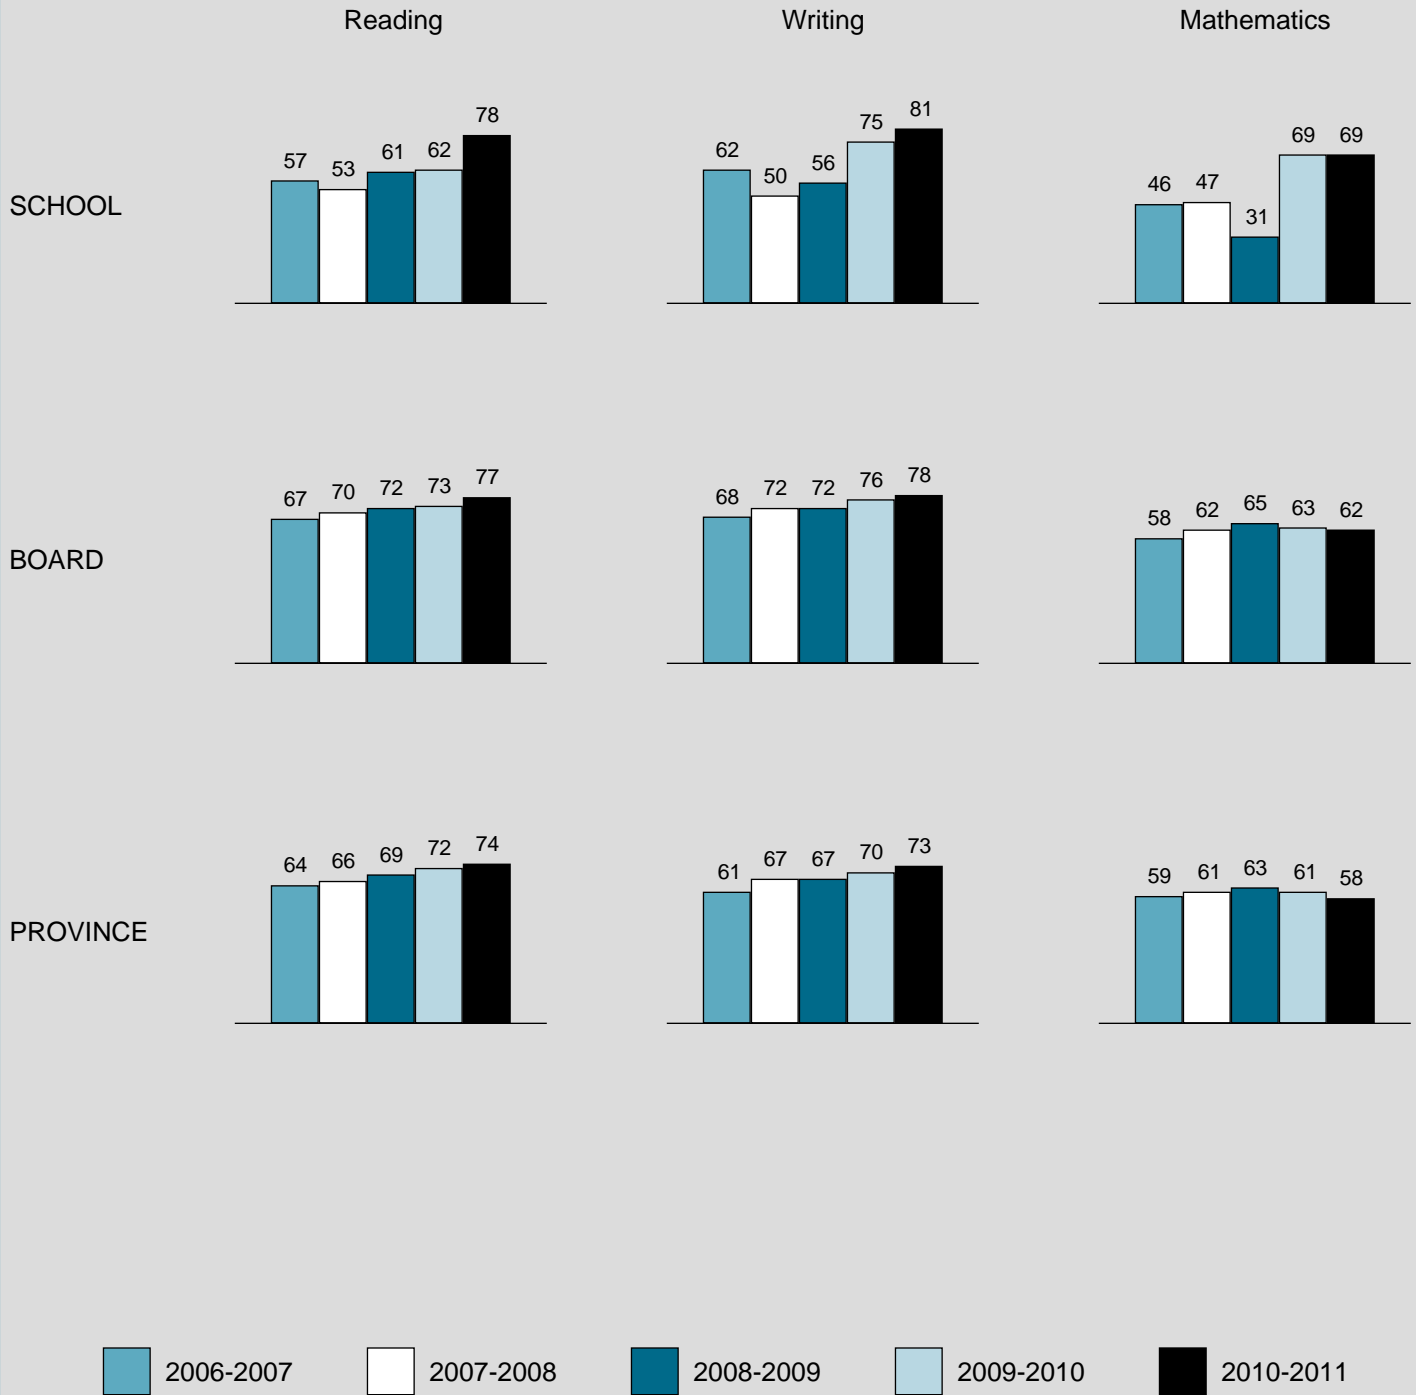 Reading Writing Mathematics
SCHOOL
57 53 61 62 78
62 50 56 75 81
46 47 31 69 69
BOARD
67 70 72 73 77
68 72 72 76 78
58 62 65 63 62
PROVINCE
64 66 69 72 74
61 67 67 70 73
59 61 63 61 58
2006-2007 2007-2008 2008-2009 2009-2010 2010-2011